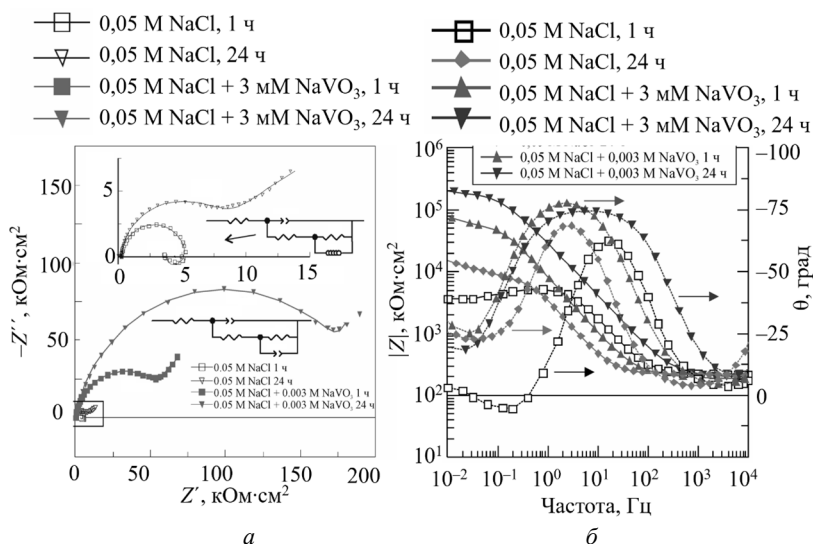 0,05 М NaCl, 1 ч
0,05 М NaCl, 24 ч
0,05 М NaCl + 3 мМ NaVO₃, 1 ч
0,05 М NaCl + 3 мМ NaVO₃, 24 ч
0,05 М NaCl, 1 ч
0,05 М NaCl, 24 ч
0,05 М NaCl + 3 мМ NaVO₃, 1 ч
0,05 М NaCl + 3 мМ NaVO₃, 24 ч
150
100
50
0
−Z´´, кОм·см²
5
0
0 5 10 15
0.05 M NaCl 1 ч
0.05 M NaCl 24 ч
0.05 M NaCl + 0.003 M NaVO₃ 1 ч
0.05 M NaCl + 0.003 M NaVO₃ 24 ч
0 50 100 150 200
Z´, кОм·см²
а
0,05 M NaCl + 0,003 M NaVO₃ 1 ч
0,05 M NaCl + 0,003 M NaVO₃ 24 ч
10⁶
10⁵
10⁴
10³
10²
10¹
|Z|, кОм·см²
−100
−75
−50
−25
0
θ, град
10⁻² 10⁻¹ 10⁰ 10¹ 10² 10³ 10⁴
Частота, Гц
б